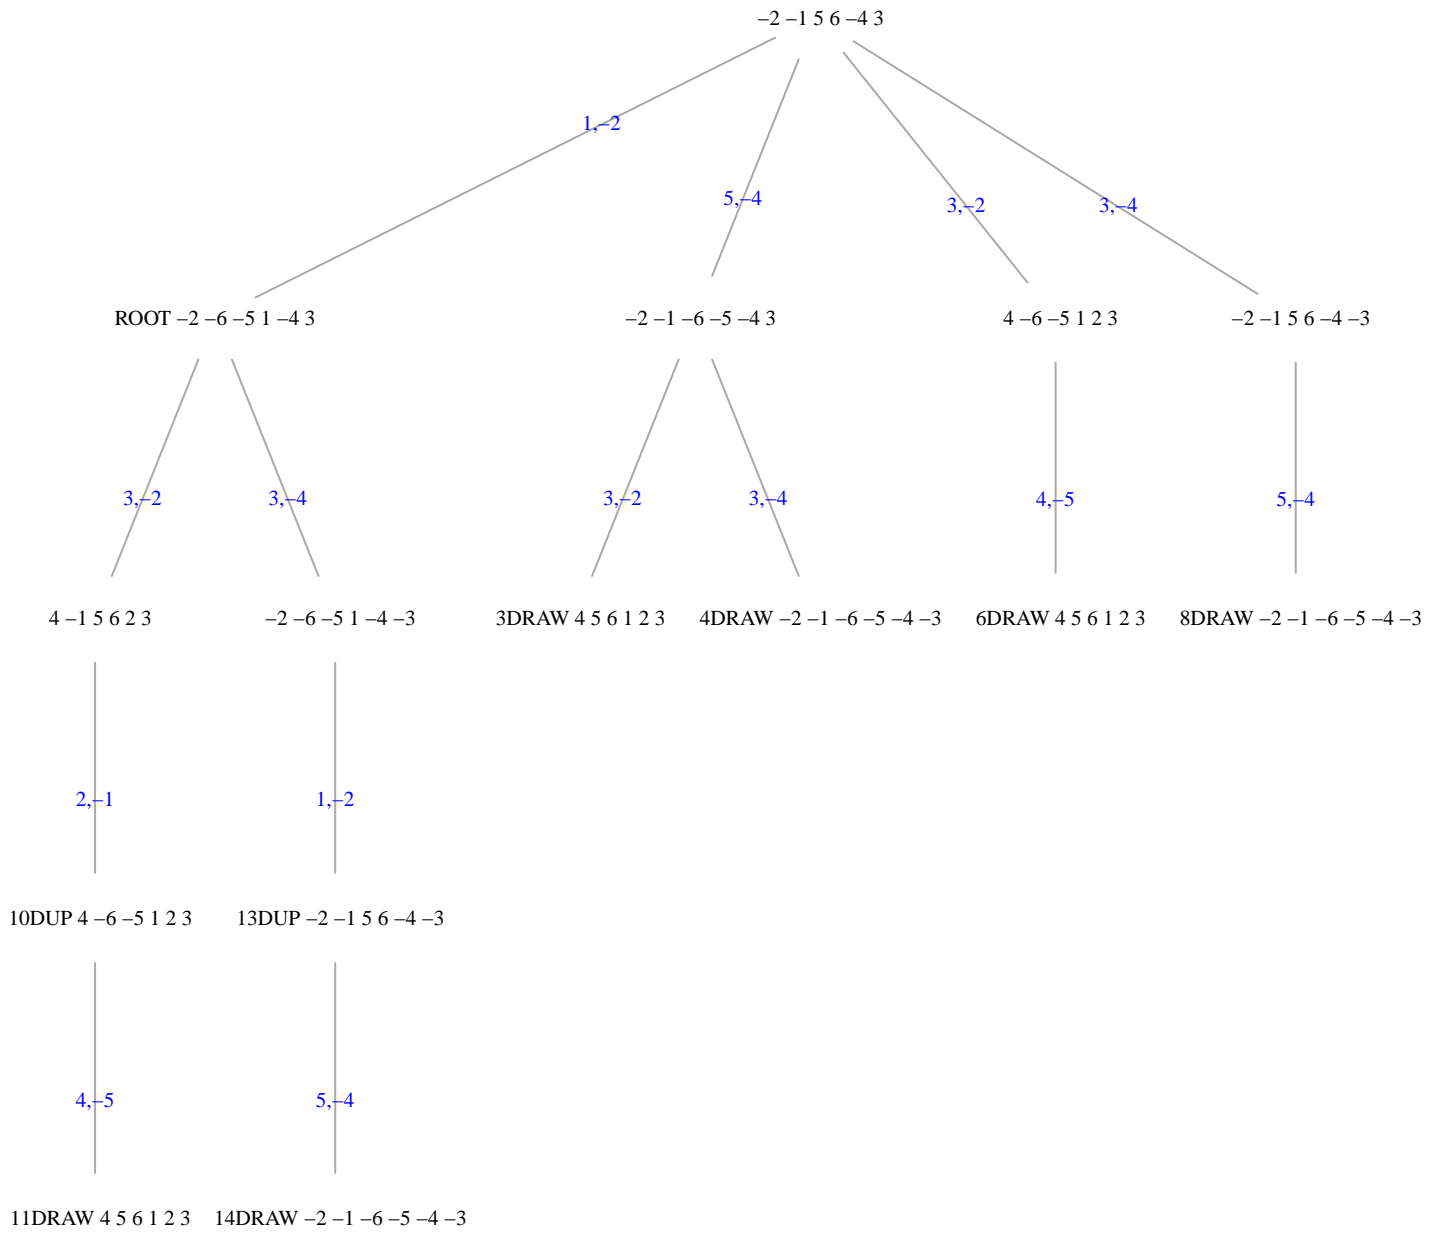 –2 –1 5 6 –4 3
1,–2
5,–4
3,–2
3,–4
ROOT –2 –6 –5 1 –4 3
–2 –1 –6 –5 –4 3
4 –6 –5 1 2 3
–2 –1 5 6 –4 –3
3,–2
3,–4
3,–2
3,–4
4,–5
5,–4
4 –1 5 6 2 3
–2 –6 –5 1 –4 –3
3DRAW 4 5 6 1 2 3
4DRAW –2 –1 –6 –5 –4 –3
6DRAW 4 5 6 1 2 3
8DRAW –2 –1 –6 –5 –4 –3
2,–1
1,–2
10DUP 4 –6 –5 1 2 3
13DUP –2 –1 5 6 –4 –3
4,–5
5,–4
11DRAW 4 5 6 1 2 3
14DRAW –2 –1 –6 –5 –4 –3